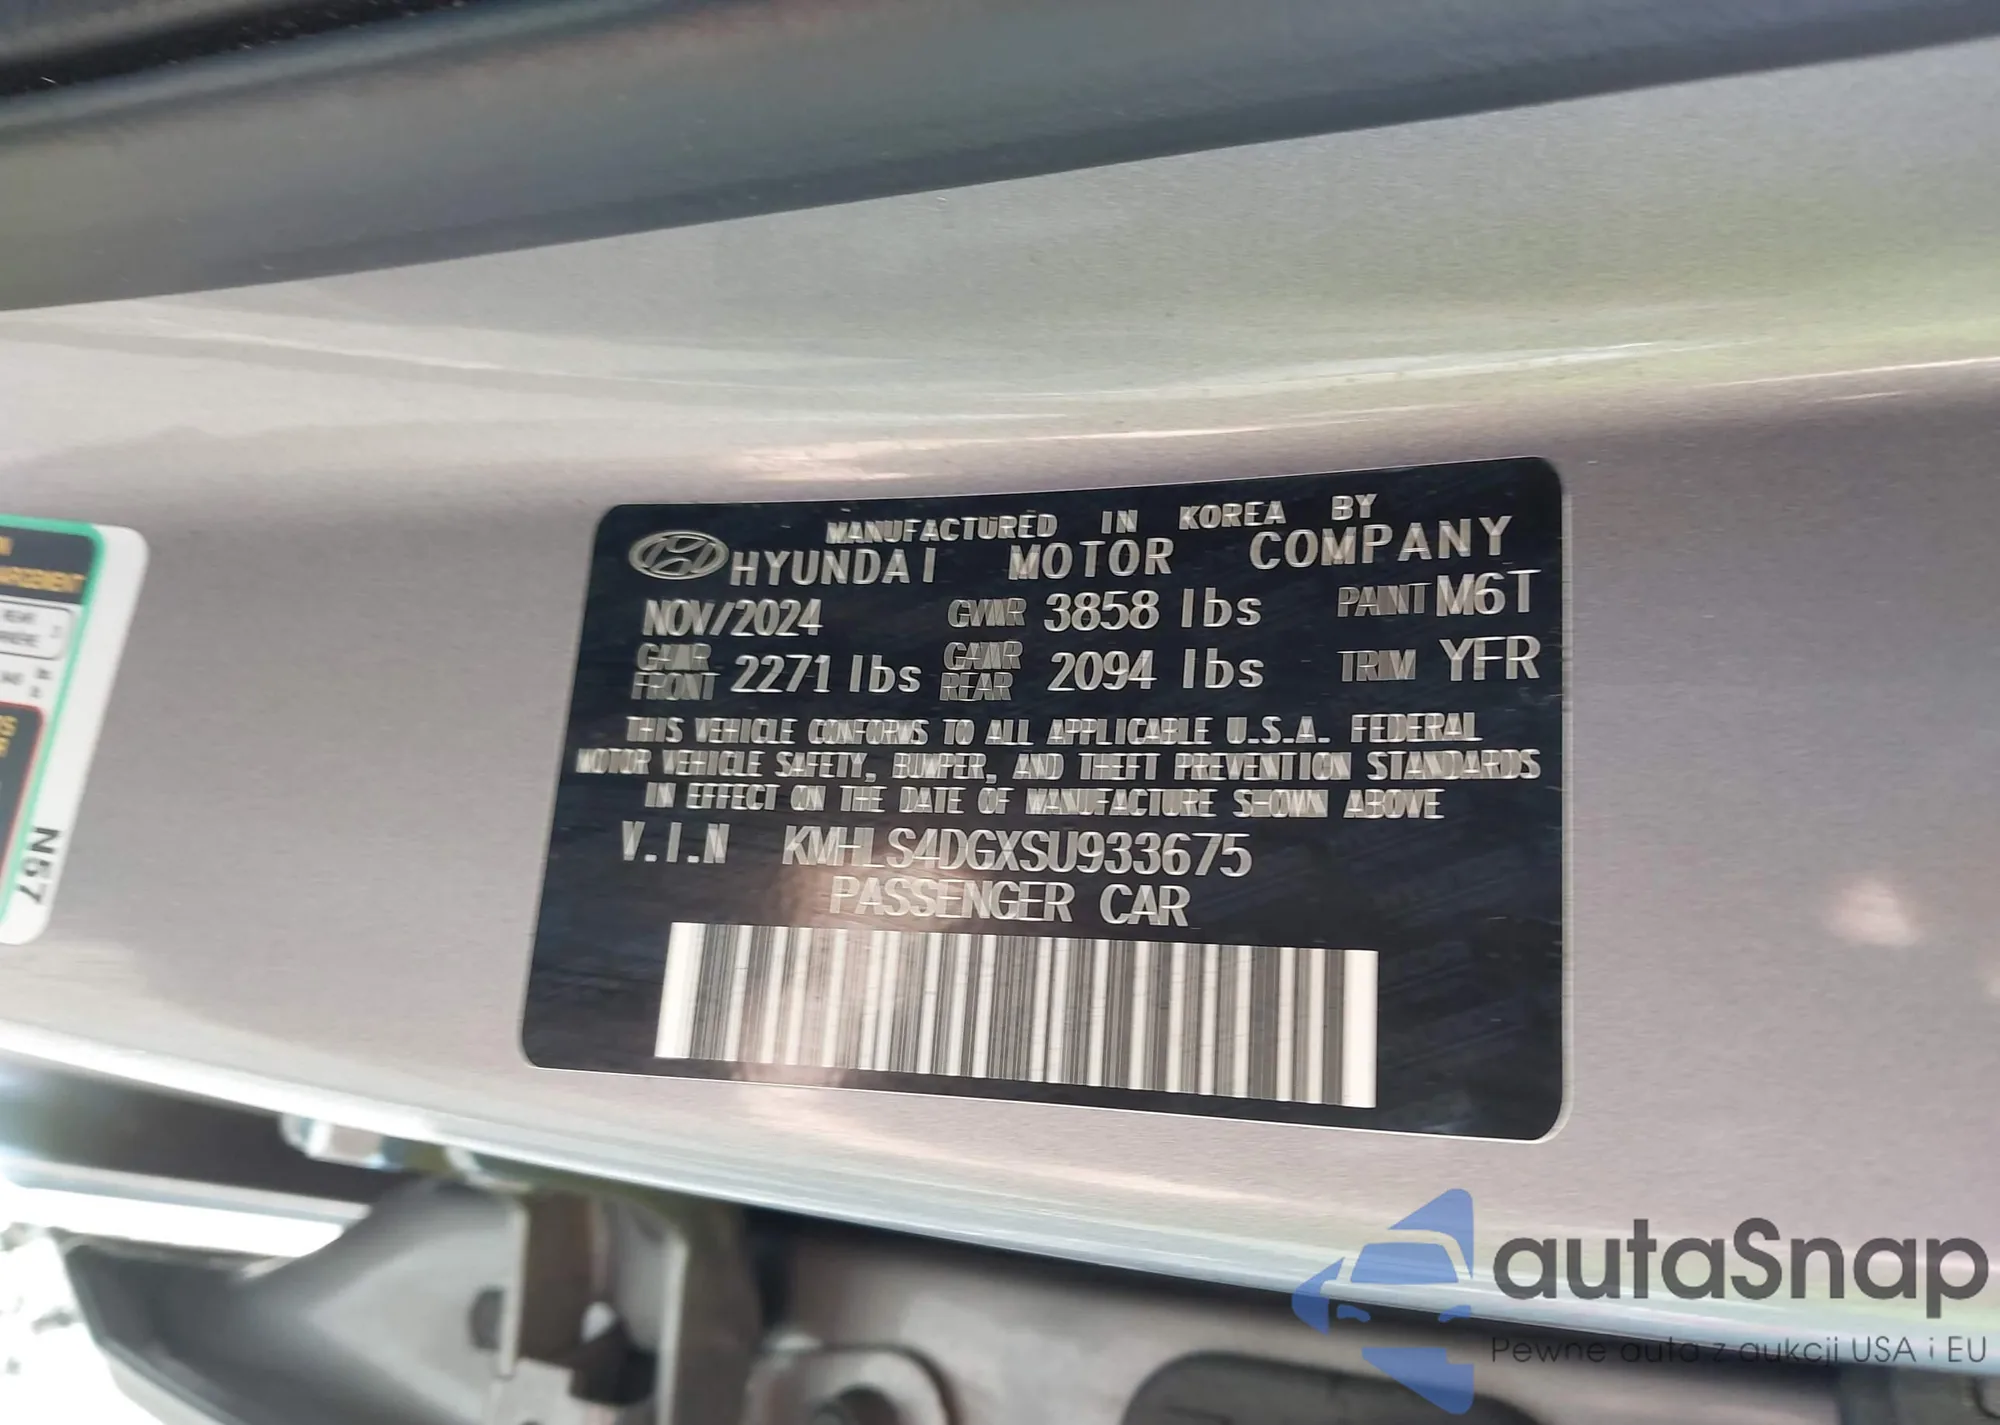 MANUFACTURED IN KOREA BY
HYUNDAI MOTOR COMPANY
NOV/2024 GVWR 3858 lbs PAINT M6T
GAWR FRONT 2271 lbs GAWR REAR 2094 lbs TRIM YFR
THIS VEHICLE CONFORMS TO ALL APPLICABLE U.S.A. FEDERAL
MOTOR VEHICLE SAFETY, BUMPER, AND THEFT PREVENTION STANDARDS
IN EFFECT ON THE DATE OF MANUFACTURE SHOWN ABOVE
V.I.N KMHLS4DGXSU933675
PASSENGER CAR
N57
autaSnap
Pewne auta z aukcji USA i EU